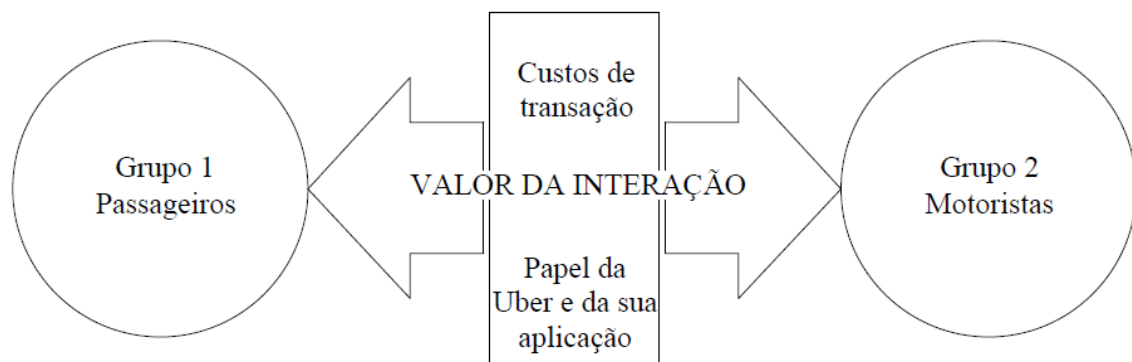 Grupo 1
Passageiros
Custos de
transação
VALOR DA INTERAÇÃO
Papel da
Uber e da sua
aplicação
Grupo 2
Motoristas